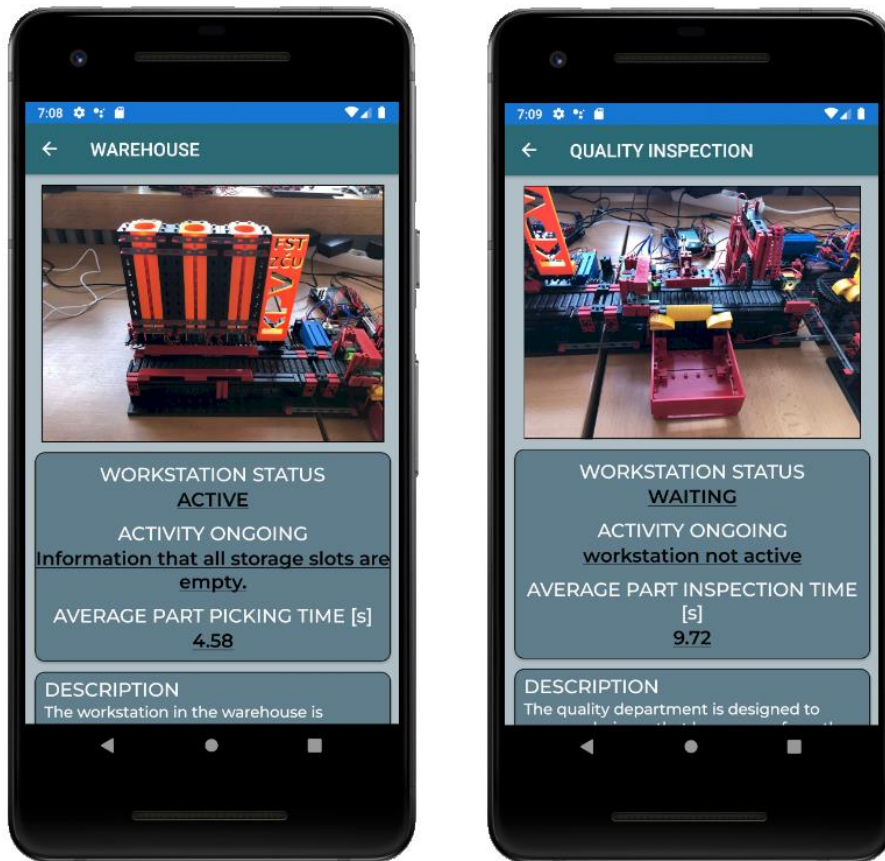 7:08
WAREHOUSE
FST
ZČU
KPV
WORKSTATION STATUS
ACTIVE
ACTIVITY ONGOING
Information that all storage slots are
empty.
AVERAGE PART PICKING TIME [s]
4.58
DESCRIPTION
The workstation in the warehouse is
7:09
QUALITY INSPECTION
WORKSTATION STATUS
WAITING
ACTIVITY ONGOING
workstation not active
AVERAGE PART INSPECTION TIME
[s]
9.72
DESCRIPTION
The quality department is designed to